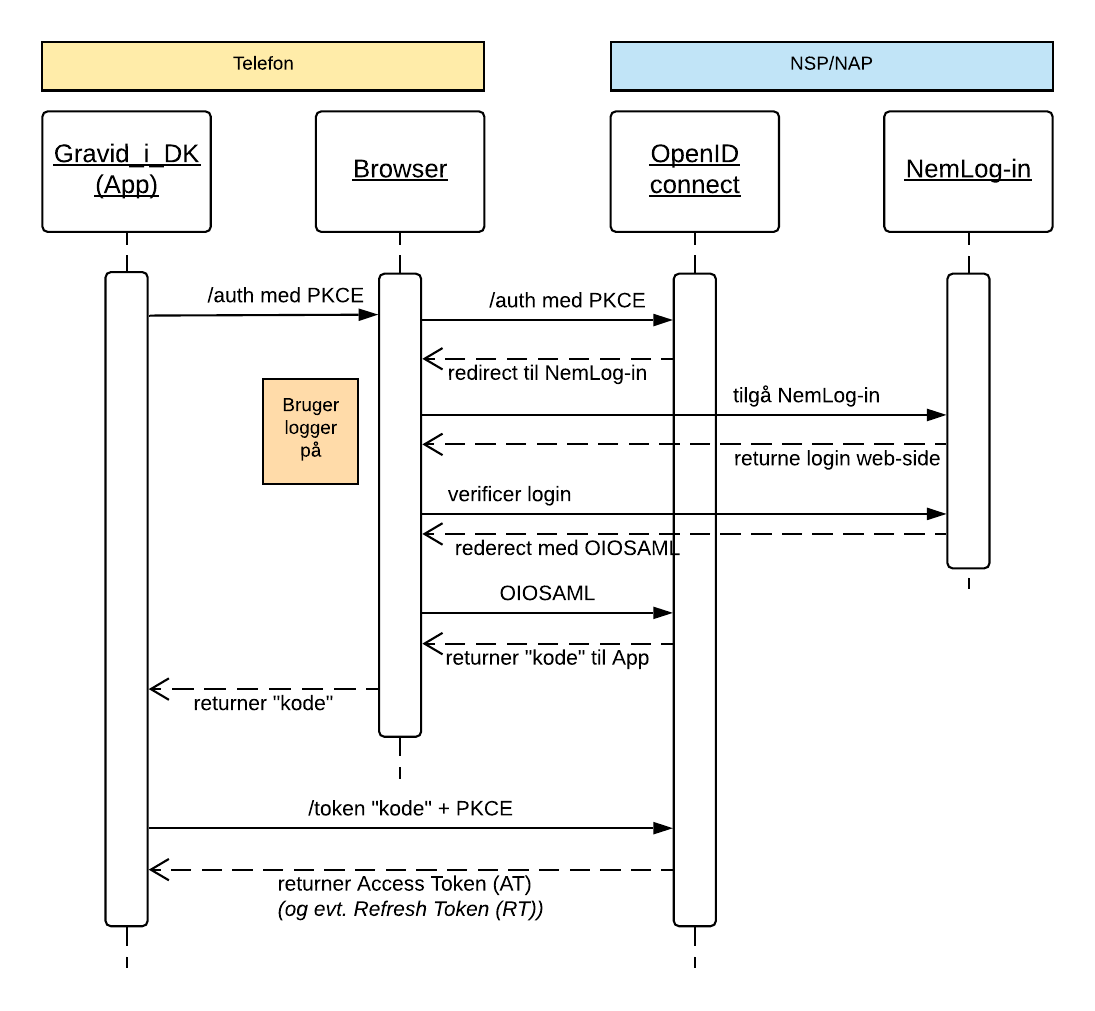 Telefon
NSP/NAP
Gravid_i_DK
(App)
Browser
OpenID
connect
NemLog-in
/auth med PKCE
/auth med PKCE
redirect til NemLog-in
Bruger
logger
på
tilgå NemLog-in
returne login web-side
verificer login
rederect med OIOSAML
OIOSAML
returner "kode" til App
returner "kode"
/token "kode" + PKCE
returner Access Token (AT)
(og evt. Refresh Token (RT))